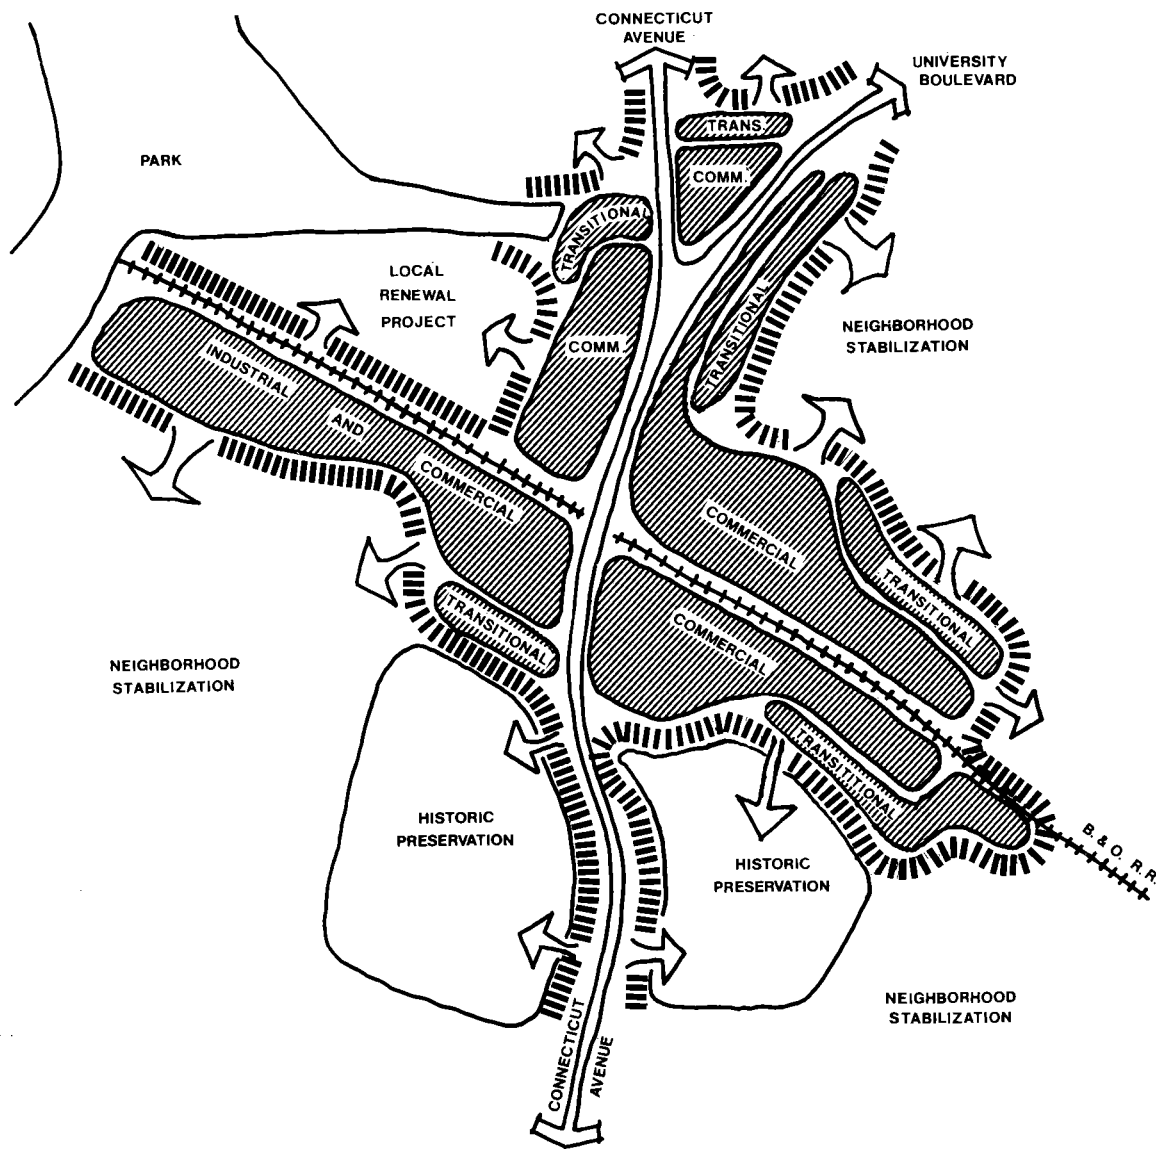 CONNECTICUT
AVENUE
UNIVERSITY
BOULEVARD
TRANS.
PARK
COMM.
TRANSITIONAL
LOCAL
RENEWAL
PROJECT
TRANSITIONAL
NEIGHBORHOOD
STABILIZATION
COMM.
INDUSTRIAL
AND
COMMERCIAL
COMMERCIAL
TRANSITIONAL
TRANSITIONAL
COMMERCIAL
NEIGHBORHOOD
STABILIZATION
TRANSITIONAL
HISTORIC
PRESERVATION
B. & O. R.R.
HISTORIC
PRESERVATION
NEIGHBORHOOD
STABILIZATION
CONNECTICUT
AVENUE